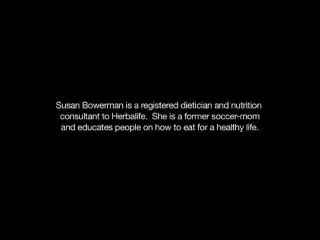 Susan Bowerman is a registered dietician and nutrition
consultant to Herbalife.  She is a former soccer-mom
and educates people on how to eat for a healthy life.